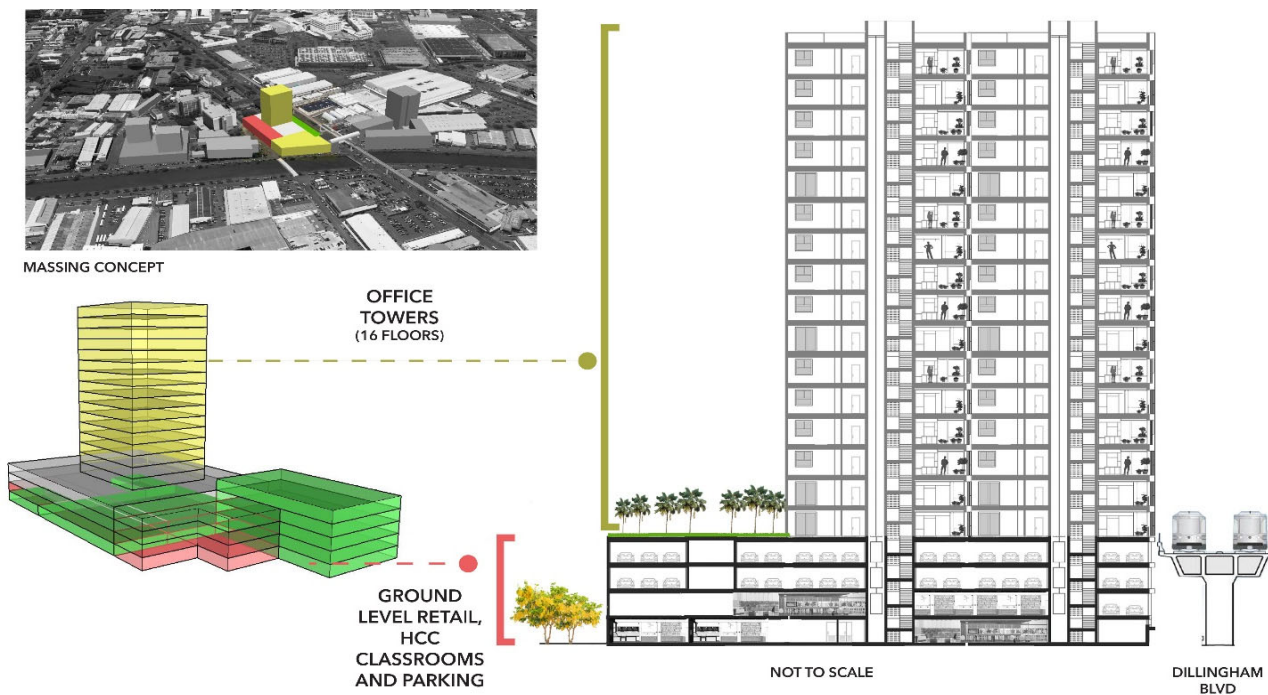 MASSING CONCEPT
OFFICE
TOWERS
(16 FLOORS)
GROUND
LEVEL RETAIL,
HCC
CLASSROOMS
AND PARKING
NOT TO SCALE
DILLINGHAM
BLVD